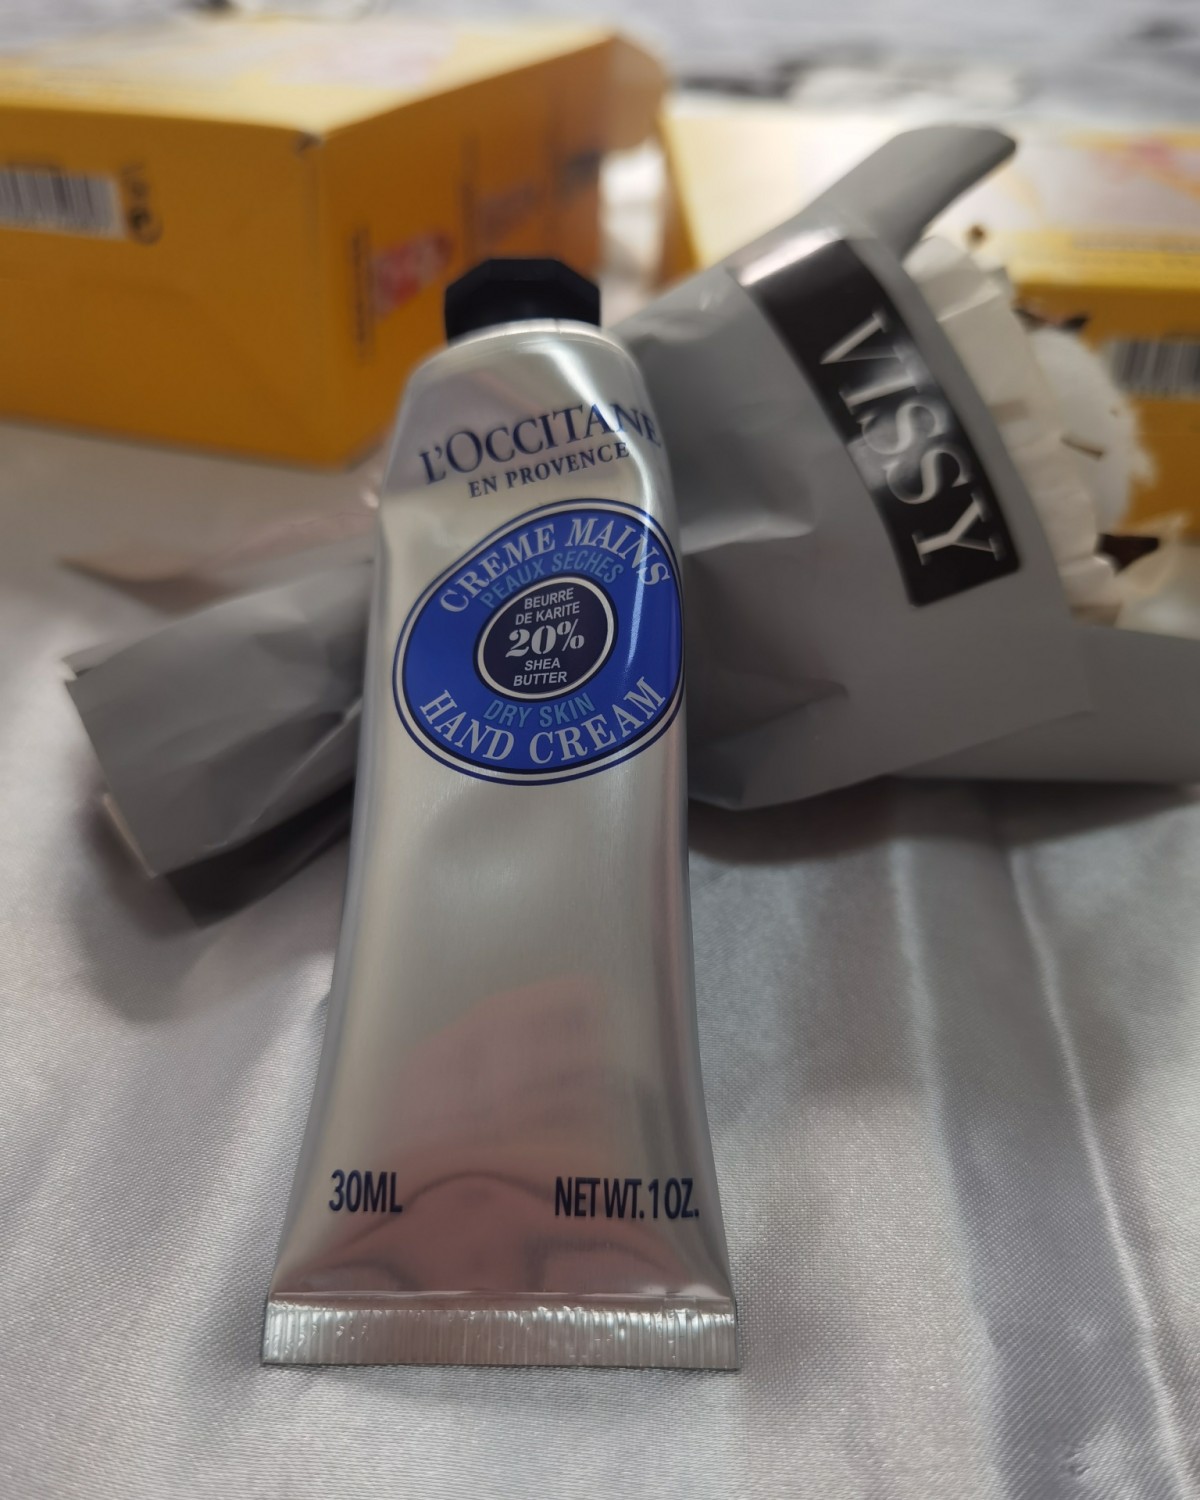 L'OCCITANE
EN PROVENCE
CREME MAINS
PEAUX SECHES
BEURRE
DE KARITE
20%
SHEA
BUTTER
DRY SKIN
HAND CREAM
30ML
NET WT. 1 OZ.
VISSY